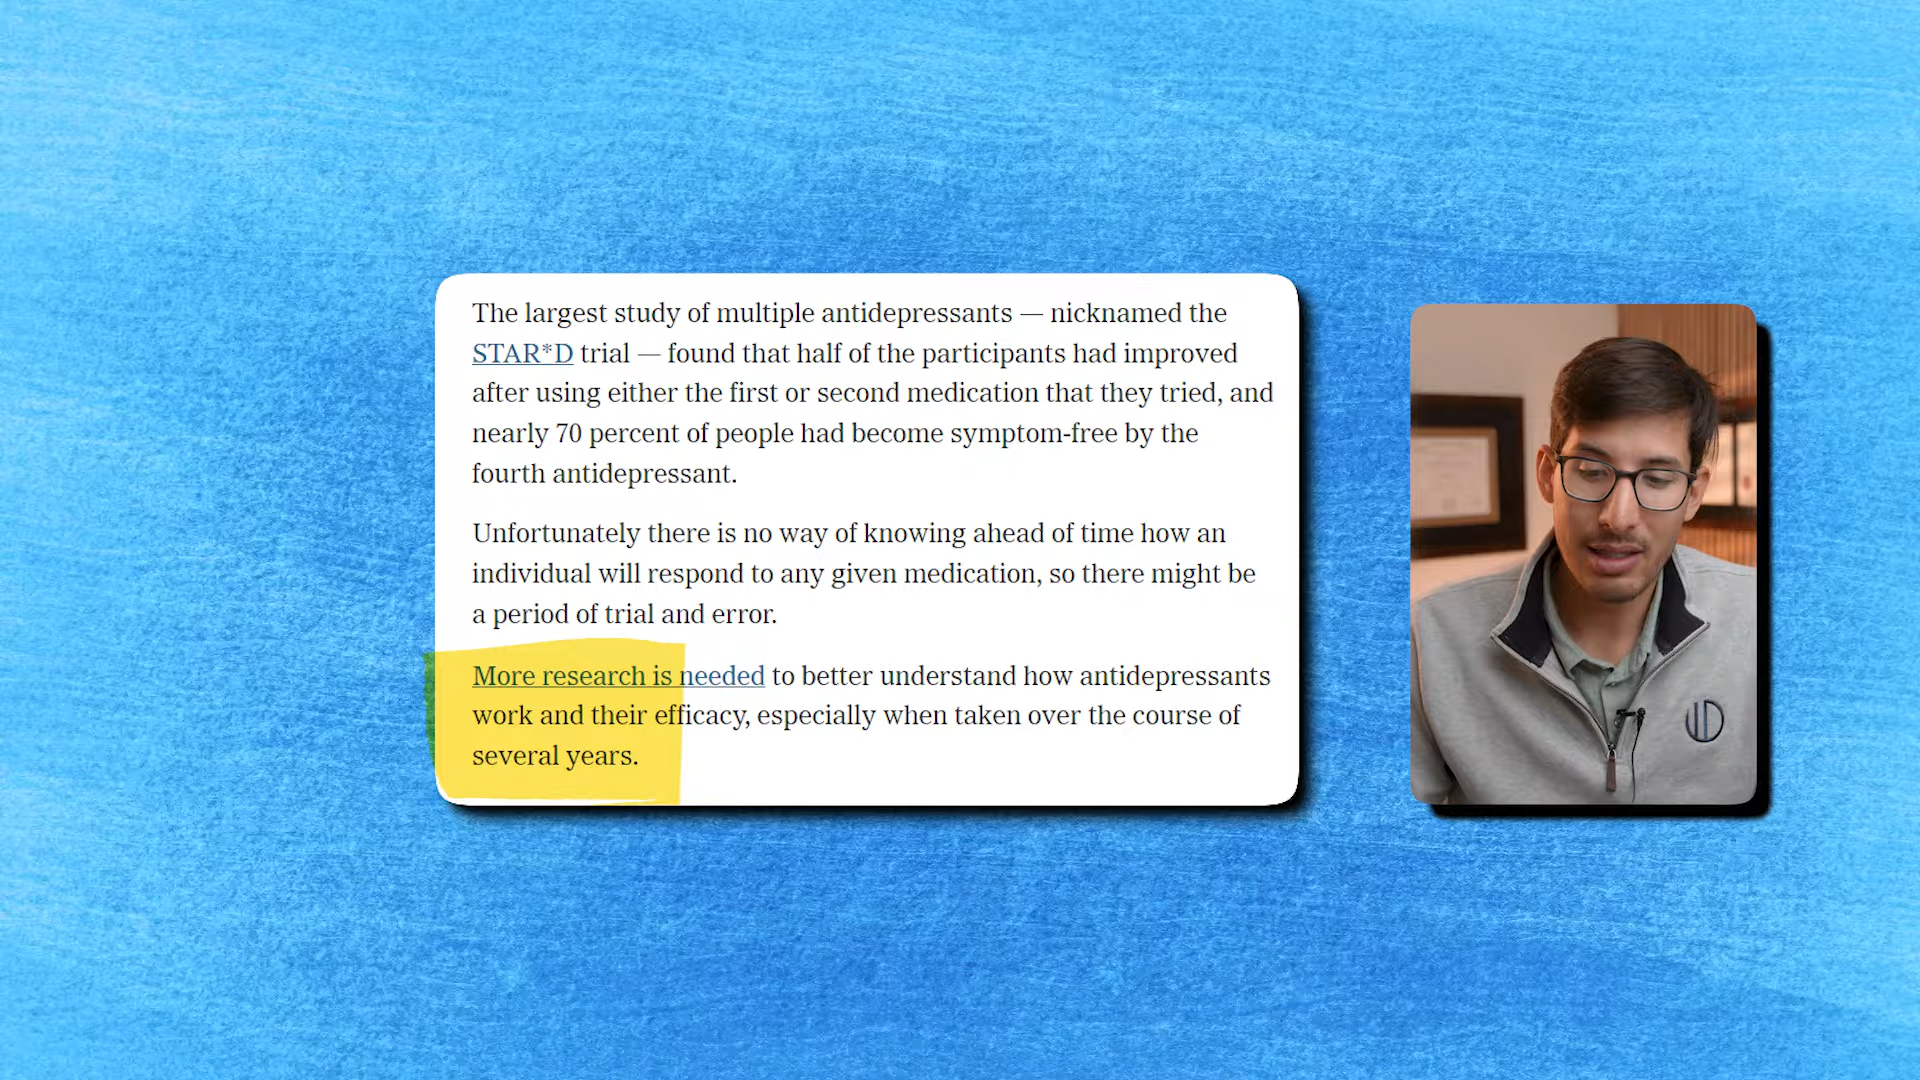 The largest study of multiple antidepressants — nicknamed the
STAR*D trial — found that half of the participants had improved
after using either the first or second medication that they tried, and
nearly 70 percent of people had become symptom-free by the
fourth antidepressant.
Unfortunately there is no way of knowing ahead of time how an
individual will respond to any given medication, so there might be
a period of trial and error.
More research is needed to better understand how antidepressants
work and their efficacy, especially when taken over the course of
several years.